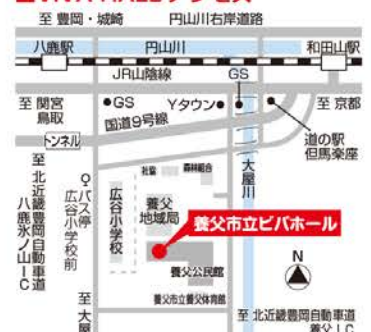 至 豊岡・城崎
円山川右岸道路
八鹿駅
円山川
和田山駅
JR山陰線
GS
至 関宮
鳥取
●GS
Yタウン●
至 京都
国道9号線
トンネル
道の駅
但馬楽座
至 北近畿豊岡自動車道
八鹿氷ノ山IC
バス停
広谷小学校前
広谷小学校
社協
森林組合
養父
地域局
大屋川
養父市立ビバホール
養父公民館
N
養父市立養父体育館
至 大屋
至 北近畿豊岡自動車道
養父IC